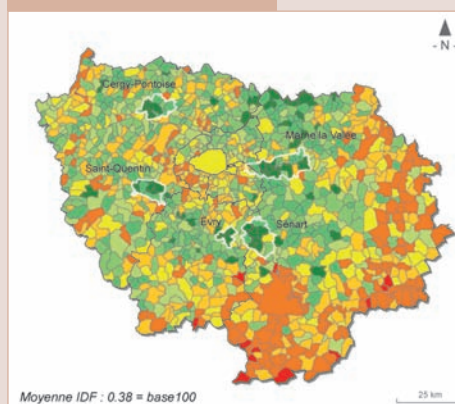 - N -
Cergy-Pontoise
Marne la Vallée
Saint-Quentin
Evry
Sénart
Moyenne IDF : 0.38 = base100
25 km